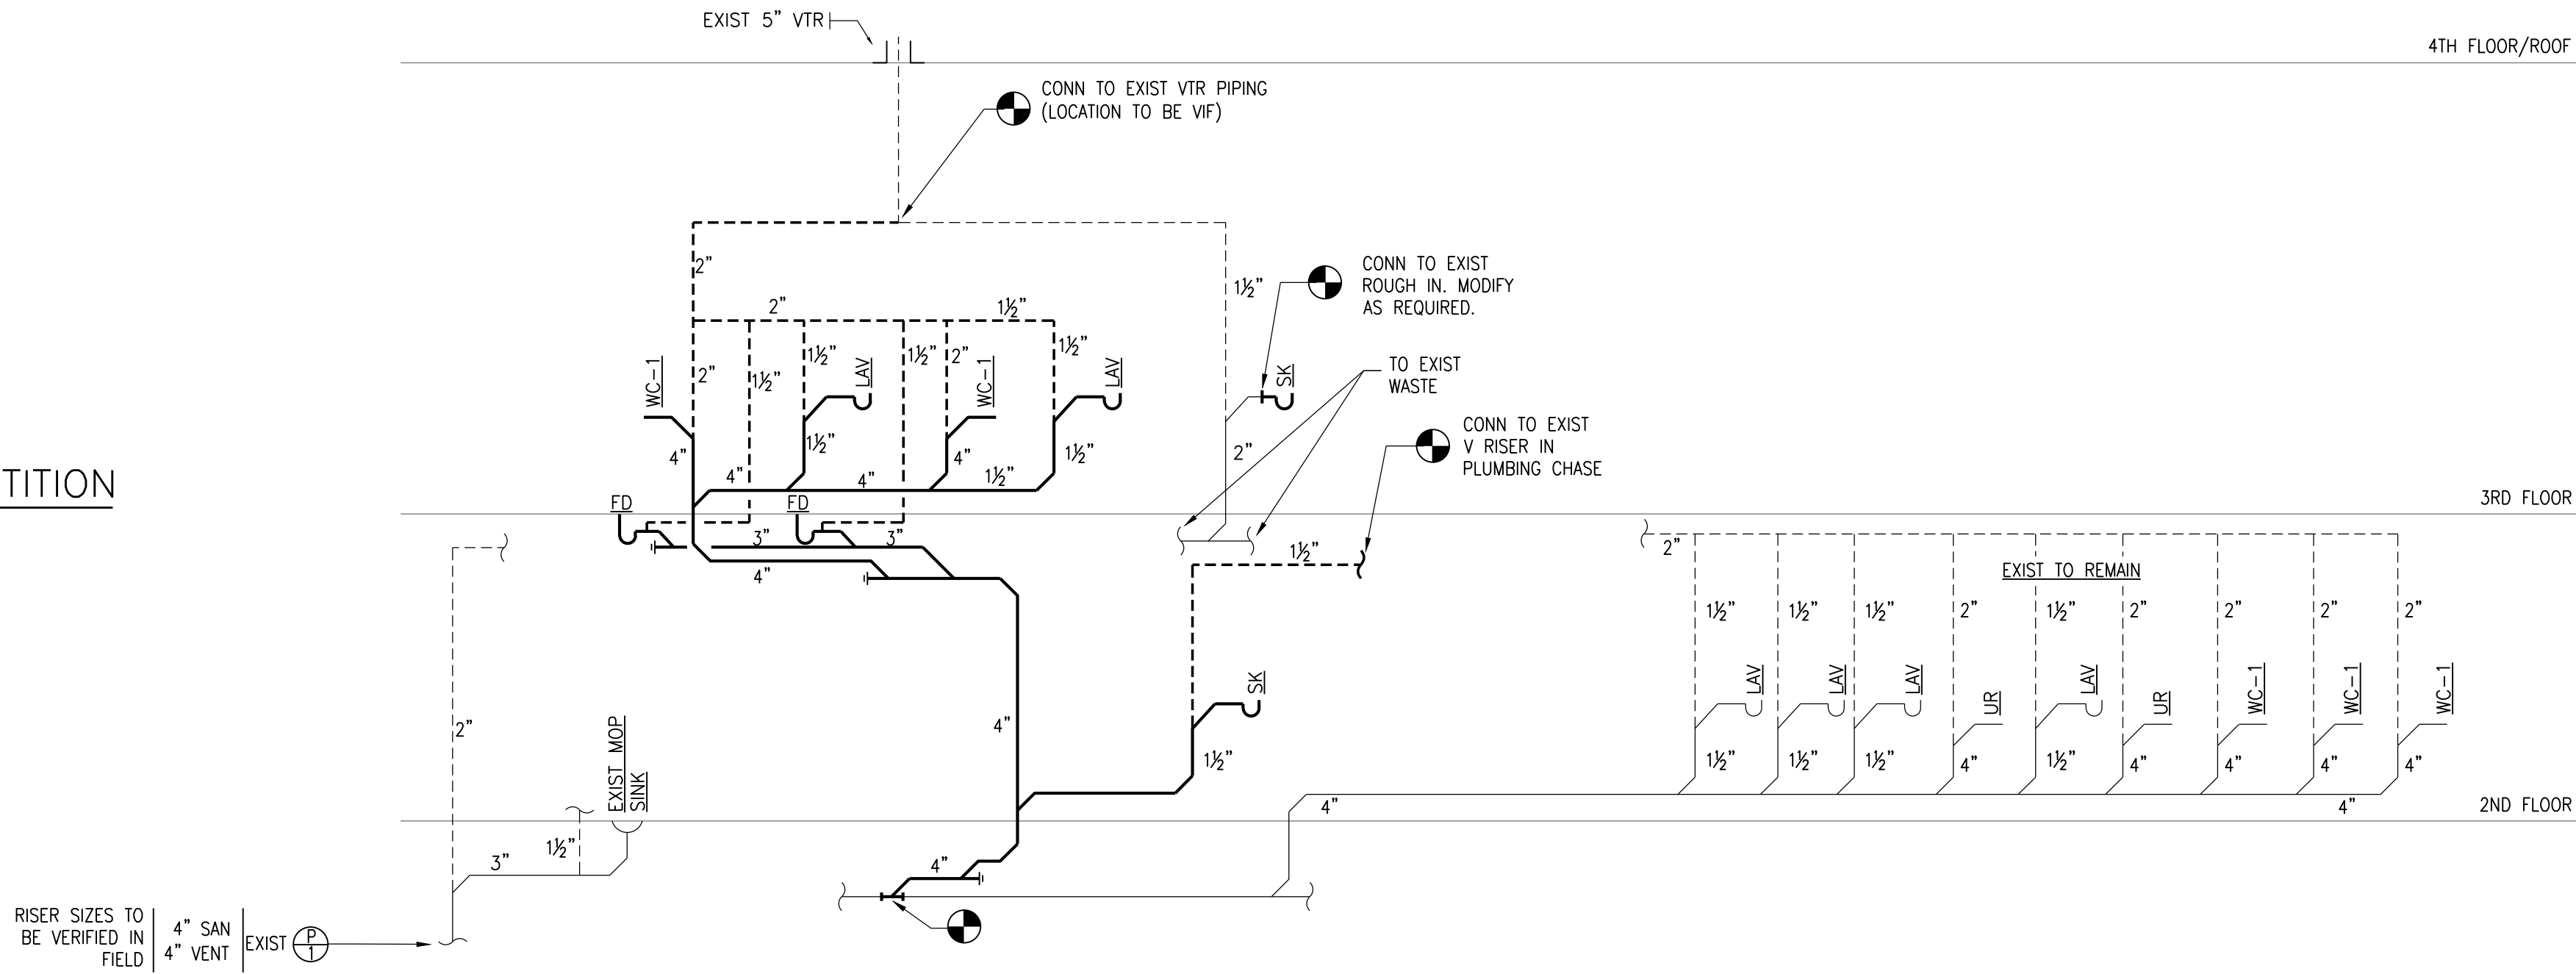 EXIST 5" VTR
4TH FLOOR/ROOF
CONN TO EXIST VTR PIPING
(LOCATION TO BE VIF)
2"
2"
1½"
1½"
CONN TO EXIST
ROUGH IN. MODIFY
AS REQUIRED.
WC-1
2"
1½"
1½"
LAV
1½"
2"
WC-1
1½"
LAV
SK
TO EXIST
WASTE
4"
1½"
4"
1½"
2"
CONN TO EXIST
V RISER IN
PLUMBING CHASE
4"
4"
1½"
TITION
FD
FD
3RD FLOOR
3"
3"
4"
1½"
2"
EXIST TO REMAIN
1½"
1½"
1½"
2"
1½"
2"
2"
2"
2"
LAV
LAV
LAV
UR
LAV
UR
WC-1
WC-1
WC-1
2"
EXIST MOP
SINK
4"
SK
1½"
1½"
1½"
1½"
4"
1½"
4"
4"
4"
4"
4"
4"
2ND FLOOR
3"
1½"
4"
RISER SIZES TO
BE VERIFIED IN
FIELD
4" SAN
4" VENT
EXIST
P
1